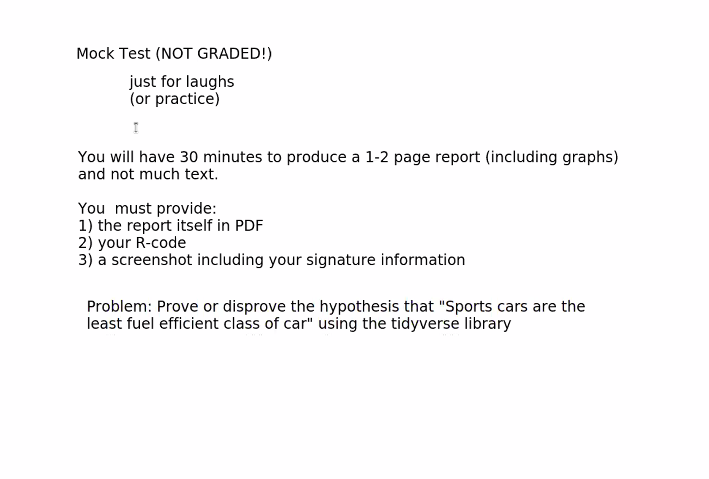 Mock Test (NOT GRADED!)
just for laughs
(or practice)
You will have 30 minutes to produce a 1-2 page report (including graphs)
and not much text.
You  must provide:
1) the report itself in PDF
2) your R-code
3) a screenshot including your signature information
Problem: Prove or disprove the hypothesis that "Sports cars are the
least fuel efficient class of car" using the tidyverse library